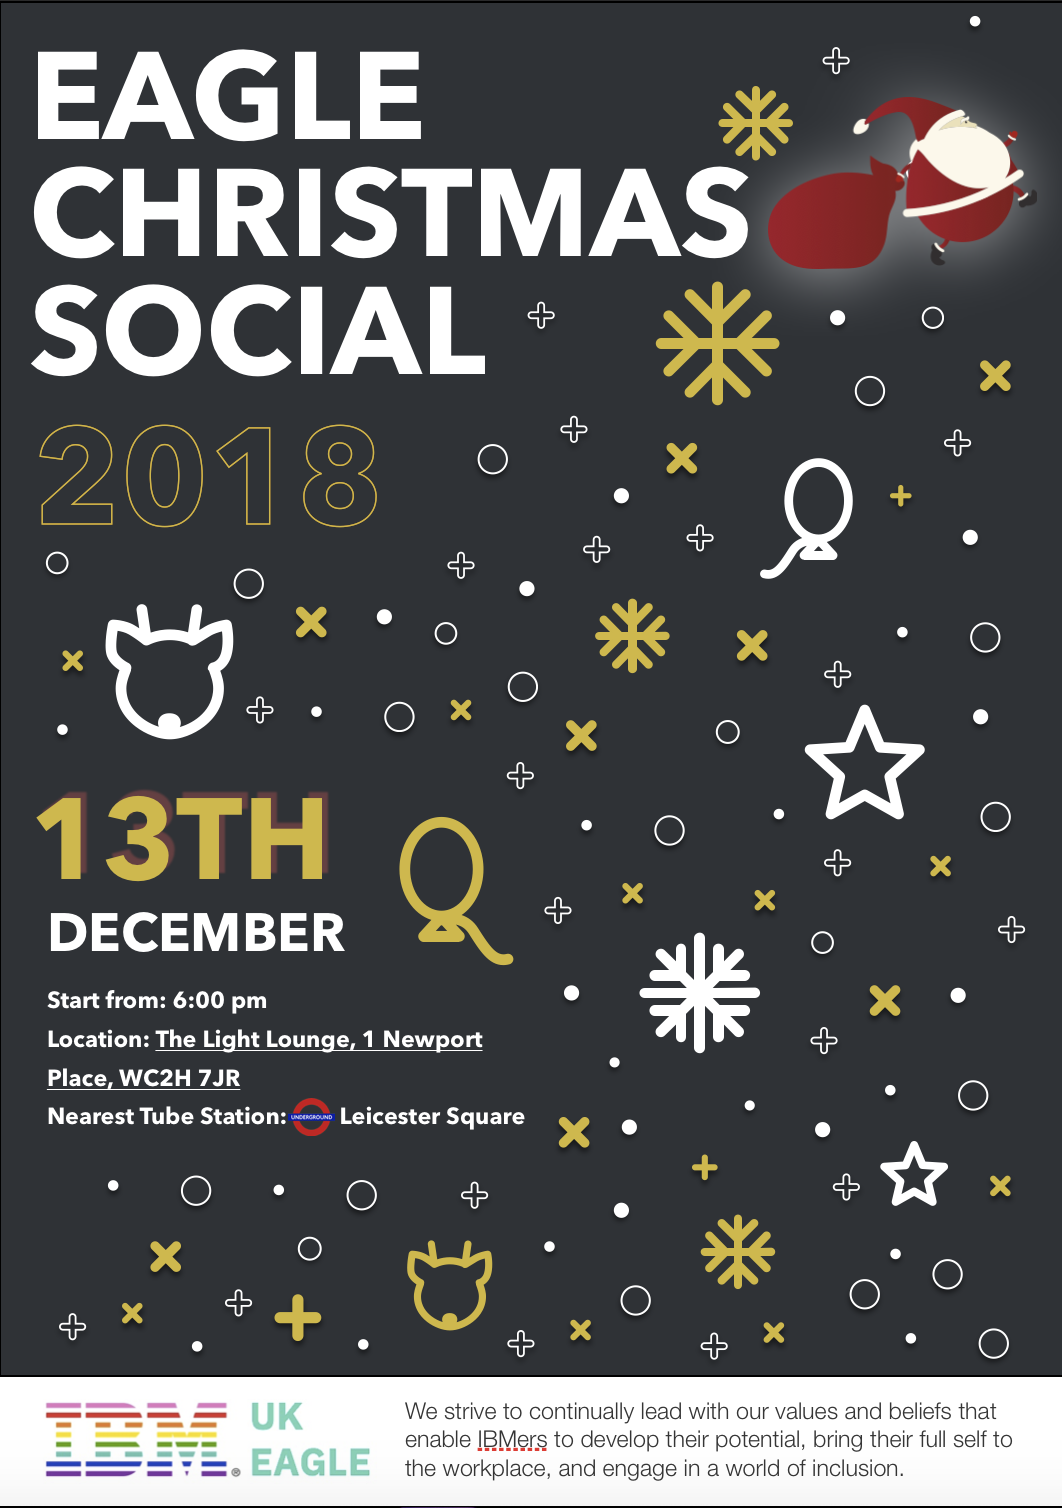 EAGLE
CHRISTMAS
SOCIAL
2018
13TH
DECEMBER
Start from: 6:00 pm
Location: The Light Lounge, 1 Newport
Place, WC2H 7JR
Nearest Tube Station: UNDERGROUND Leicester Square
IBM® UK
EAGLE
We strive to continually lead with our values and beliefs that
enable IBMers to develop their potential, bring their full self to
the workplace, and engage in a world of inclusion.